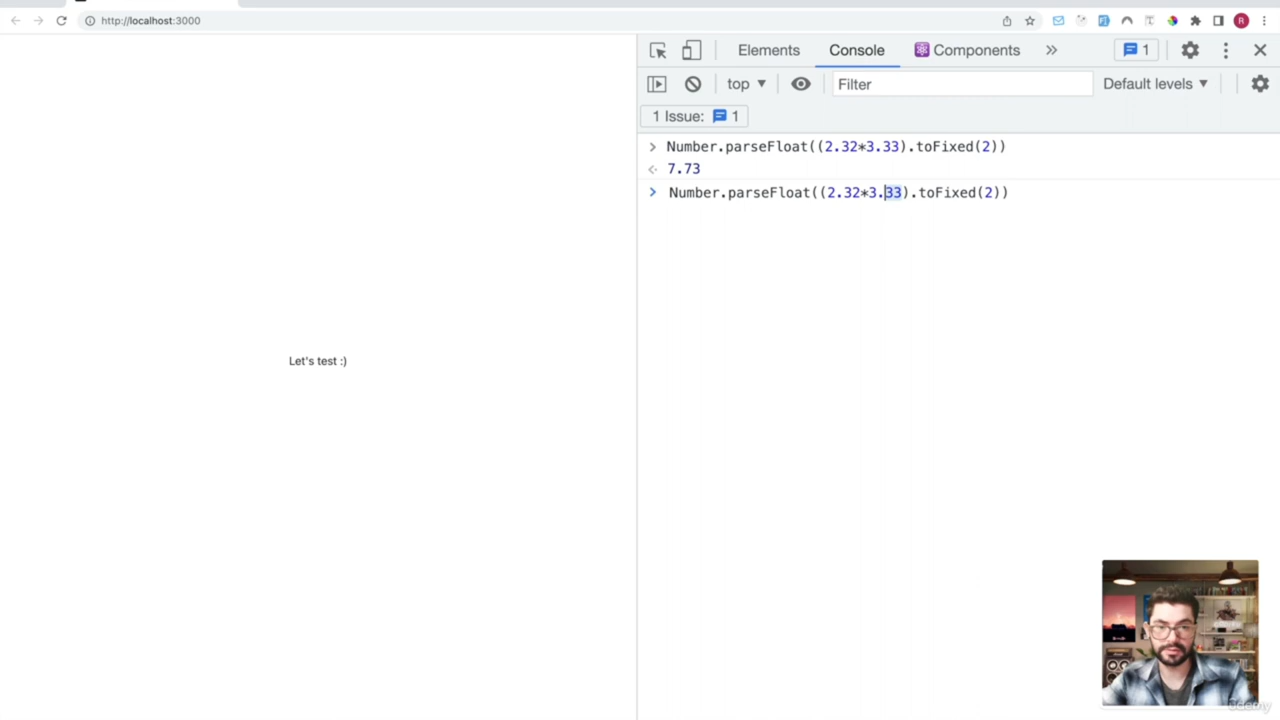 http://localhost:3000
R
Elements
Console
Components
1
top
Filter
Default levels
1 Issue:
1
Number.parseFloat((2.32*3.33).toFixed(2))
7.73
Number.parseFloat((2.32*3.33).toFixed(2))
Let's test :)
udemy